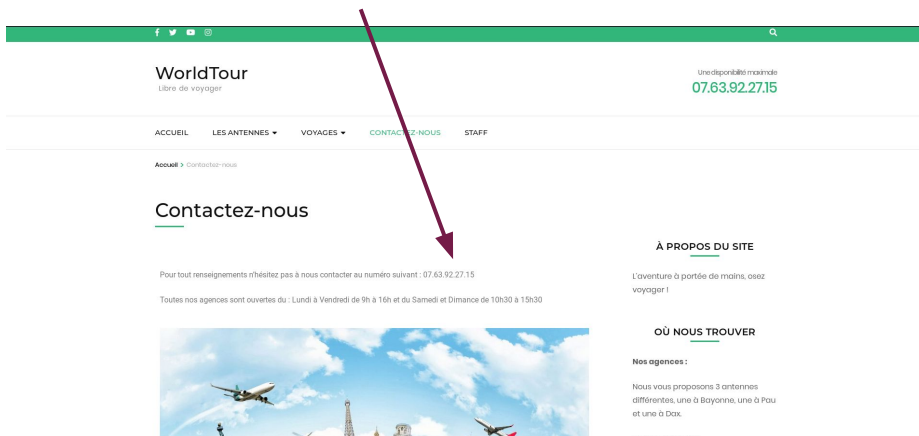 WorldTour
Libre de voyager
Une disponibilité maximale
07.63.92.27.15
ACCUEIL LES ANTENNES VOYAGES CONTACTEZ-NOUS STAFF
Accueil > Contactez-nous
Contactez-nous
Pour tout renseignements n'hésitez pas à nous contacter au numéro suivant : 07.63.92.27.15
Toutes nos agences sont ouvertes du : Lundi à Vendredi de 9h à 16h et du Samedi et Dimance de 10h30 à 15h30
À PROPOS DU SITE
L'aventure à portée de mains, osez
voyager !
OÙ NOUS TROUVER
Nos agences :
Nous vous proposons 3 antennes
différentes, une à Bayonne, une à Pau
et une à Dax.